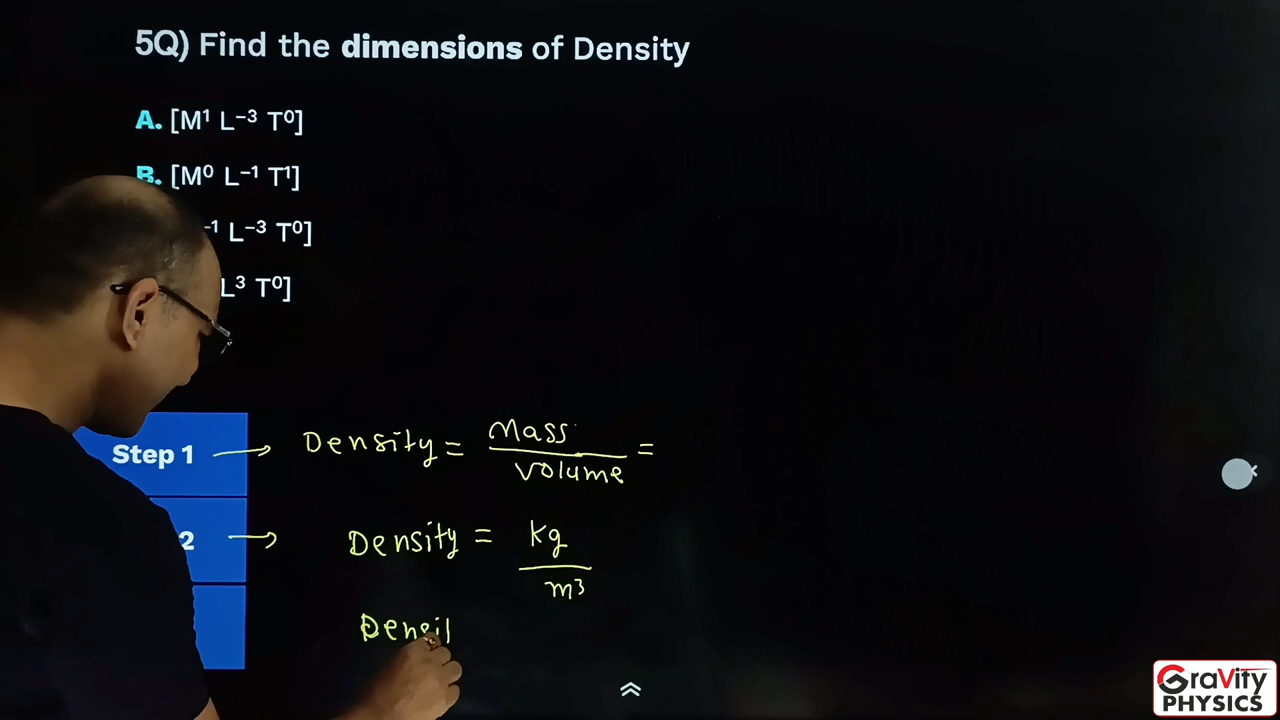 5Q) Find the dimensions of Density
A. [M¹ L⁻³ T⁰]
B. [M⁰ L⁻¹ T¹]
⁻¹ L⁻³ T⁰]
L³ T⁰]
Step 1 → Density = Mass / Volume =
2 → Density = kg / m³
Densi
GraVity
PHYSICS